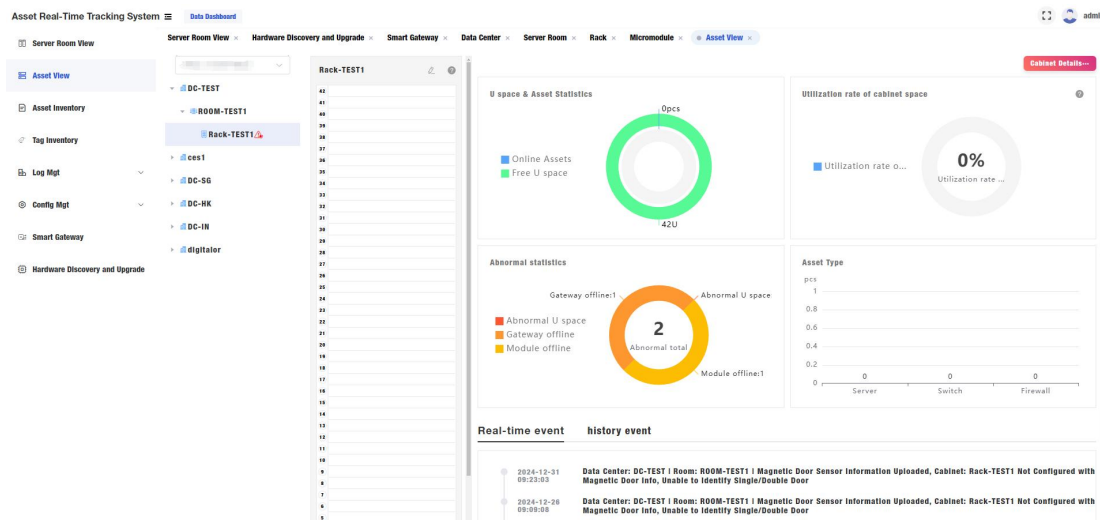 Asset Real-Time Tracking System
Data Dashboard
admi
Server Room View
Asset View
Asset Inventory
Tag Inventory
Log Mgt
Config Mgt
Smart Gateway
Hardware Discovery and Upgrade
Server Room View ×
Hardware Discovery and Upgrade ×
Smart Gateway ×
Data Center ×
Server Room ×
Rack ×
Micromodule ×
Asset View ×
DC-TEST
ROOM-TEST1
Rack-TEST1
ces1
DC-SG
DC-HK
DC-IN
digitalor
Rack-TEST1
42
41
40
39
38
37
36
35
34
33
32
31
30
29
28
27
26
25
24
23
22
21
20
19
18
17
16
15
14
13
12
11
10
9
8
7
6
5
Cabinet Details···
U space & Asset Statistics
0pcs
Online Assets
Free U space
42U
Utilization rate of cabinet space
Utilization rate o...
0%
Utilization rate ...
Abnormal statistics
Gateway offline:1
Abnormal U space
Abnormal U space
Gateway offline
Module offline
2
Abnormal total
Module offline:1
Asset Type
pcs
1
0.8
0.6
0.4
0.2
0
0
0
0
Server
Switch
Firewall
Real-time event
history event
2024-12-31
09:23:03
Data Center: DC-TEST | Room: ROOM-TEST1 | Magnetic Door Sensor Information Uploaded, Cabinet: Rack-TEST1 Not Configured with
Magnetic Door Info, Unable to Identify Single/Double Door
2024-12-26
09:09:08
Data Center: DC-TEST | Room: ROOM-TEST1 | Magnetic Door Sensor Information Uploaded, Cabinet: Rack-TEST1 Not Configured with
Magnetic Door Info, Unable to Identify Single/Double Door